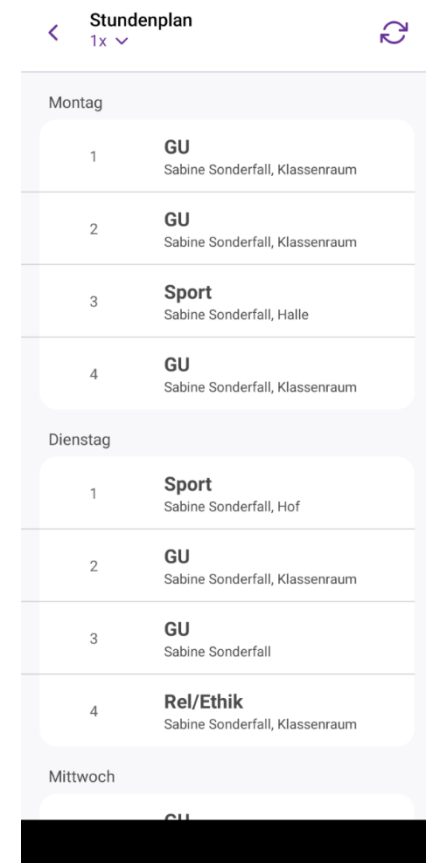 Stundenplan
1x
Montag
1
GU
Sabine Sonderfall, Klassenraum
2
GU
Sabine Sonderfall, Klassenraum
3
Sport
Sabine Sonderfall, Halle
4
GU
Sabine Sonderfall, Klassenraum
Dienstag
1
Sport
Sabine Sonderfall, Hof
2
GU
Sabine Sonderfall, Klassenraum
3
GU
Sabine Sonderfall
4
Rel/Ethik
Sabine Sonderfall, Klassenraum
Mittwoch
GU